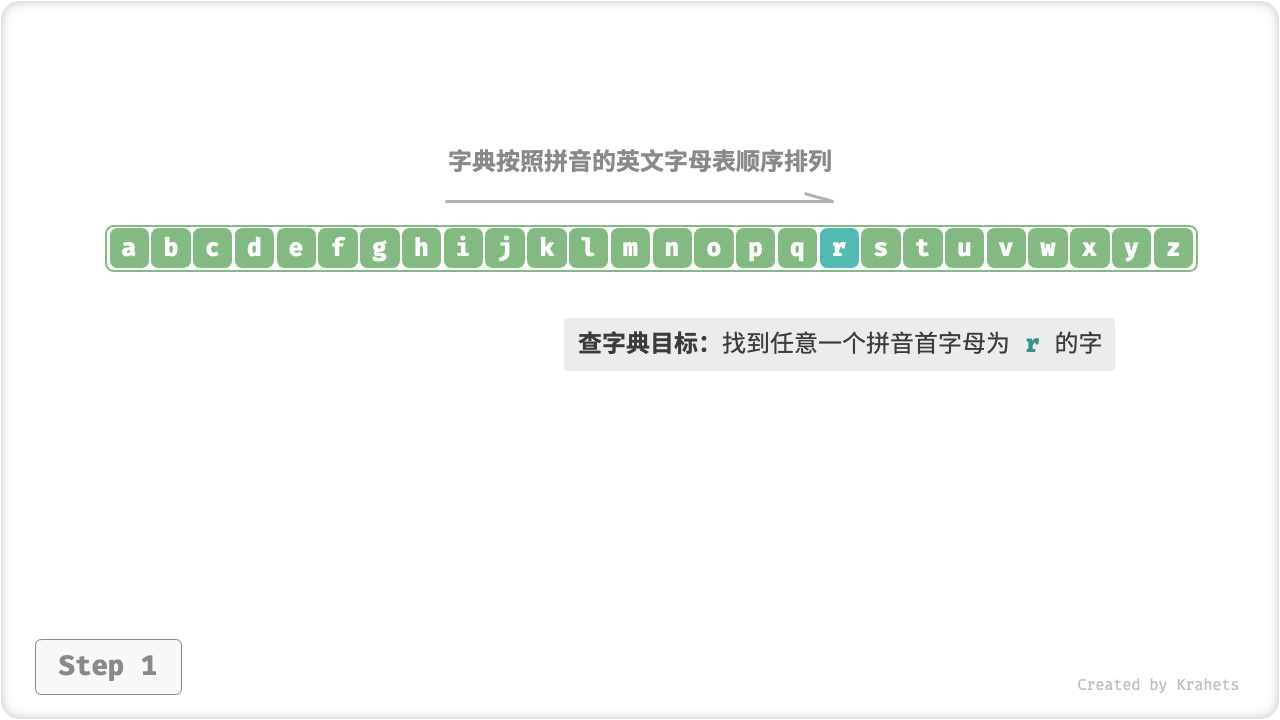 字典按照拼音的英文字母表顺序排列
a b c d e f g h i j k l m n o p q r s t u v w x y z
查字典目标：找到任意一个拼音首字母为 r 的字
Step 1
Created by Krahets